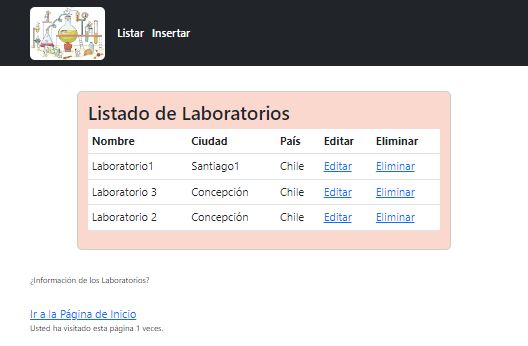 Listar Insertar
Listado de Laboratorios
Nombre Ciudad País Editar Eliminar
Laboratorio1 Santiago1 Chile Editar Eliminar
Laboratorio 3 Concepción Chile Editar Eliminar
Laboratorio 2 Concepción Chile Editar Eliminar
¿Información de los Laboratorios?
Ir a la Página de Inicio
Usted ha visitado esta página 1 veces.